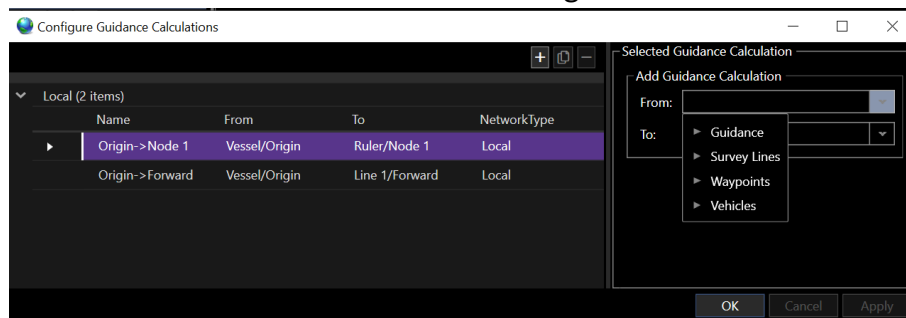 Configure Guidance Calculations
Selected Guidance Calculation
Add Guidance Calculation
From:
To:
Guidance
Survey Lines
Waypoints
Vehicles
Local (2 items)
Name From To NetworkType
Origin->Node 1 Vessel/Origin Ruler/Node 1 Local
Origin->Forward Vessel/Origin Line 1/Forward Local
OK Cancel Apply